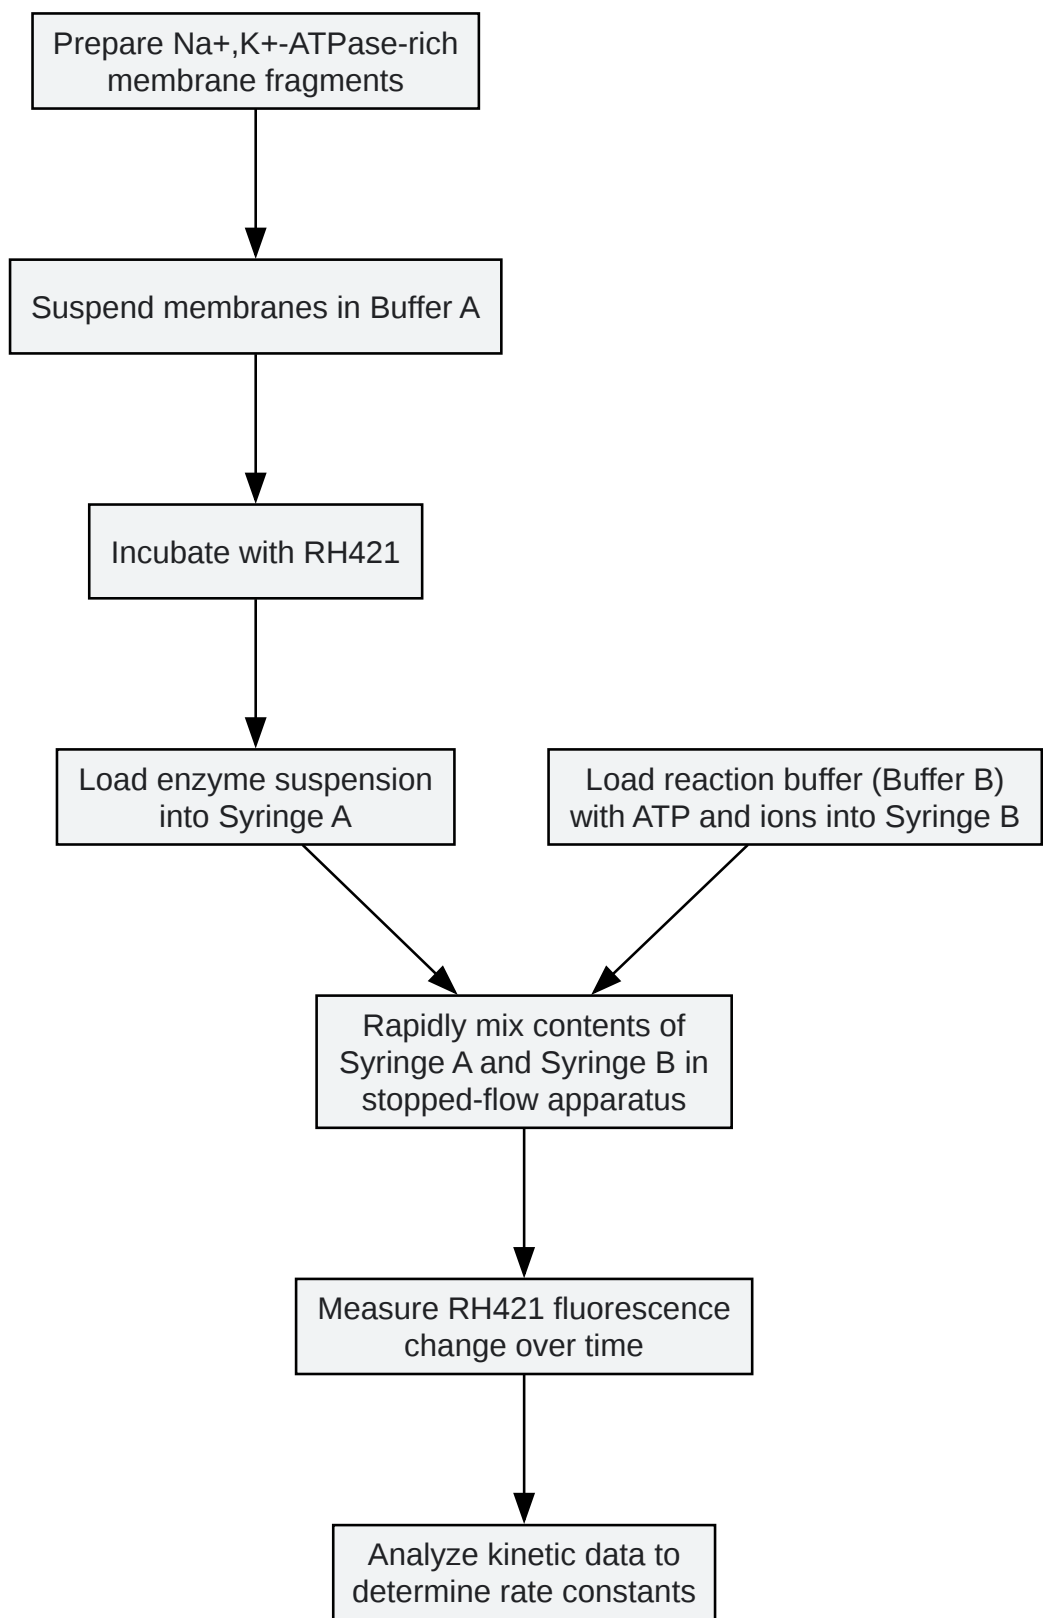 Prepare Na+,K+-ATPase-rich
membrane fragments
Suspend membranes in Buffer A
Incubate with RH421
Load enzyme suspension
into Syringe A
Load reaction buffer (Buffer B)
with ATP and ions into Syringe B
Rapidly mix contents of
Syringe A and Syringe B in
stopped-flow apparatus
Measure RH421 fluorescence
change over time
Analyze kinetic data to
determine rate constants